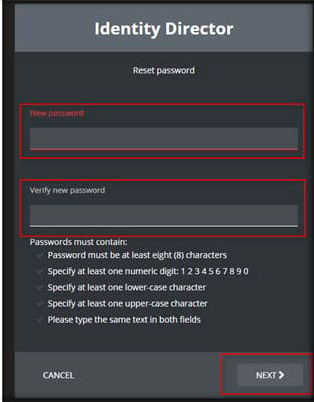 Identity Director
Reset password
New password
Verify new password
Passwords must contain:
Password must be at least eight (8) characters
Specify at least one numeric digit: 1 2 3 4 5 6 7 8 9 0
Specify at least one lower-case character
Specify at least one upper-case character
Please type the same text in both fields
CANCEL
NEXT